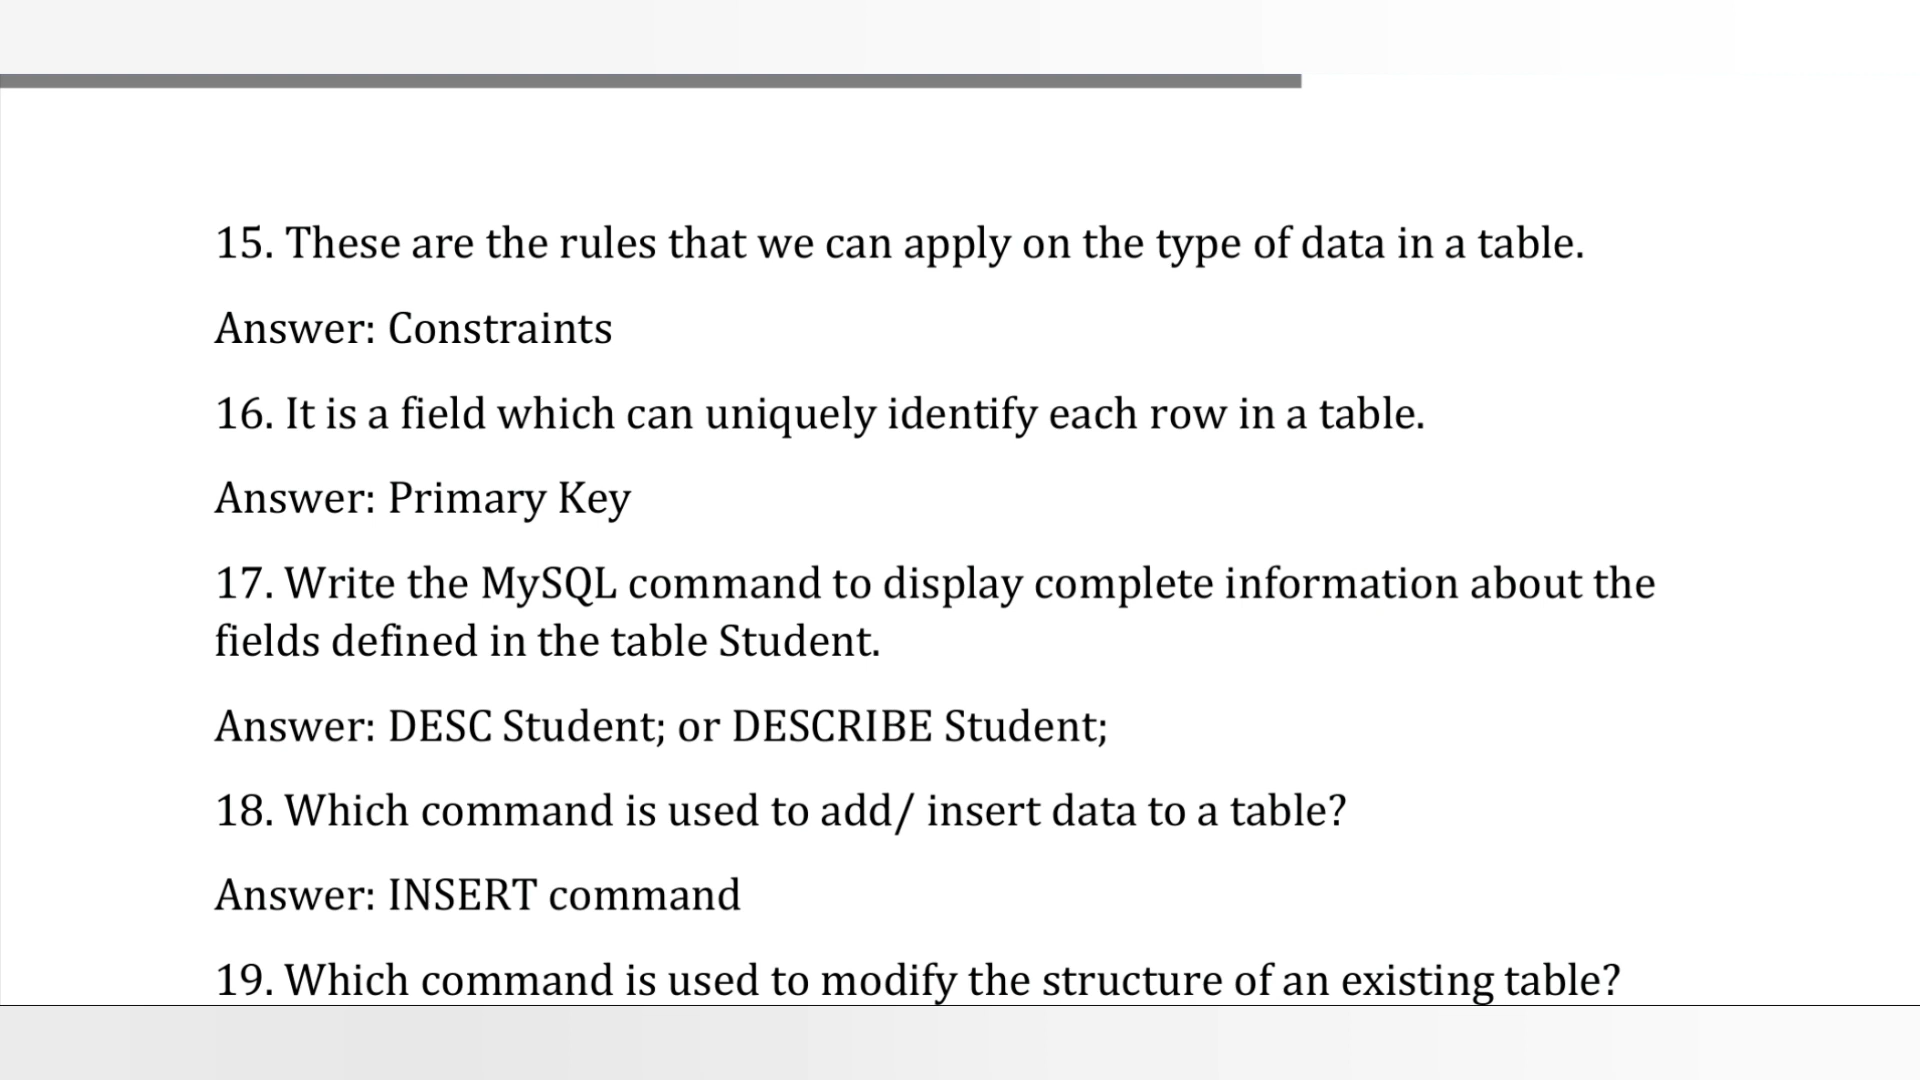 15. These are the rules that we can apply on the type of data in a table.
Answer: Constraints
16. It is a field which can uniquely identify each row in a table.
Answer: Primary Key
17. Write the MySQL command to display complete information about the
fields defined in the table Student.
Answer: DESC Student; or DESCRIBE Student;
18. Which command is used to add/ insert data to a table?
Answer: INSERT command
19. Which command is used to modify the structure of an existing table?